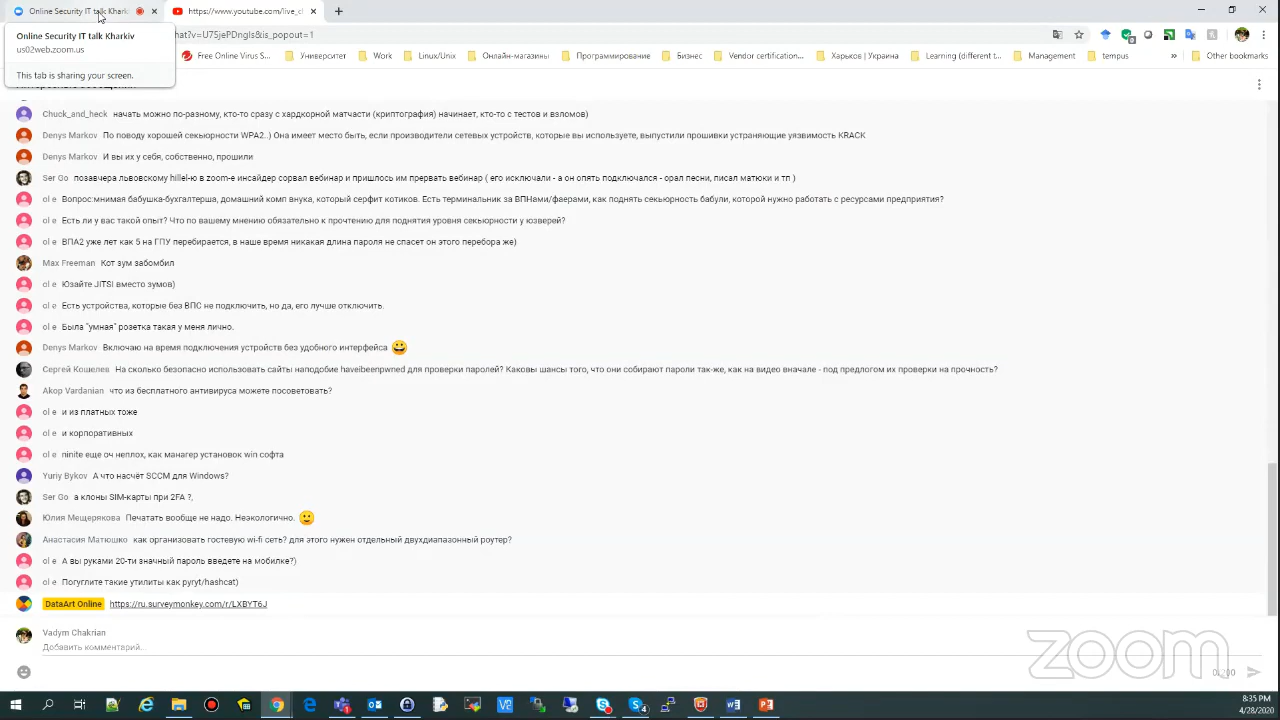 Online Security IT talk Khark
https://www.youtube.com/live_c
Online Security IT talk Kharkiv
us02web.zoom.us
This tab is sharing your screen.
hat?v=U75jePDngIs&is_popout=1
Free Online Virus S...
Университет
Work
Linux/Unix
Онлайн-Курсы
Программирование
Бизнес
Vendor certification...
Харьков | Украина
Learning (different t...
Management
tempus
»
Other bookmarks
Chuck_and_heck начать можно по-разному, кто-то сразу с хардкорной матчасти (криптография) начинает, кто-то с тестов и взломов)
Denys Markov По поводу хорошей секьюрности WPA2..) Она имеет место быть, если производители сетевых устройств, которые вы используете, выпустили прошивки устраняющие уязвимость KRACK
Denys Markov И вы их у себя, собственно, прошили
Ser Go позавчера львовскому hillel-ю в zoom-е инсайдер сорвал вебинар и пришлось им прервать вебинар ( его исключали - а он опять подключался - орал песни, писал матюки и тп )
ol e Вопрос:мнимая бабушка-бухгалтерша, домашний комп внука, который серфит котиков. Есть терминальник за ВПНами/фаерами, как поднять секьюрность бабули, которой нужно работать с ресурсами предприятия?
ol e Есть ли у вас такой опыт? Что по вашему мнению обязательно к прочтению для поднятия уровня секьюрности у юзверей?
ol e ВПА2 уже лет как 5 на ГПУ перебирается, в наше время никакая длина пароля не спасет он этого перебора же)
Max Freeman Кот зум забомбил
ol e Юзайте JITSI вместо зумов)
ol e Есть устройства, которые без ВПС не подключить, но да, его лучше отключить.
ol e Была "умная" розетка такая у меня лично.
Denys Markov Включаю на время подключения устройств без удобного интерфейса 😀
Сергей Кошелев На сколько безопасно использовать сайты наподобие haveibeenpwned для проверки паролей? Каковы шансы того, что они собирают пароли так-же, как на видео вначале - под предлогом их проверки на прочность?
Akop Vardanian что из бесплатного антивируса можете посоветовать?
ol e и из платных тоже
ol e и корпоративных
ol e ninite еще оч неплох, как манагер установок win софта
Yuriy Bykov А что насчёт SCCM для Windows?
Ser Go а клоны SIM-карты при 2FA ?,
Юлия Мещерякова Печатать вообще не надо. Неэкологично. 🙂
Анастасия Матюшко как организовать гостевую wi-fi сеть? для этого нужен отдельный двухдиапазонный роутер?
ol e А вы руками 20-ти значный пароль введете на мобилке?)
ol e Погуглите такие утилиты как pyryt/hashcat)
DataArt Online https://ru.surveymonkey.com/r/LXBYT6J
Vadym Chakrian
Добавить комментарий...
zoom
0/200
8:35 PM
4/28/2020